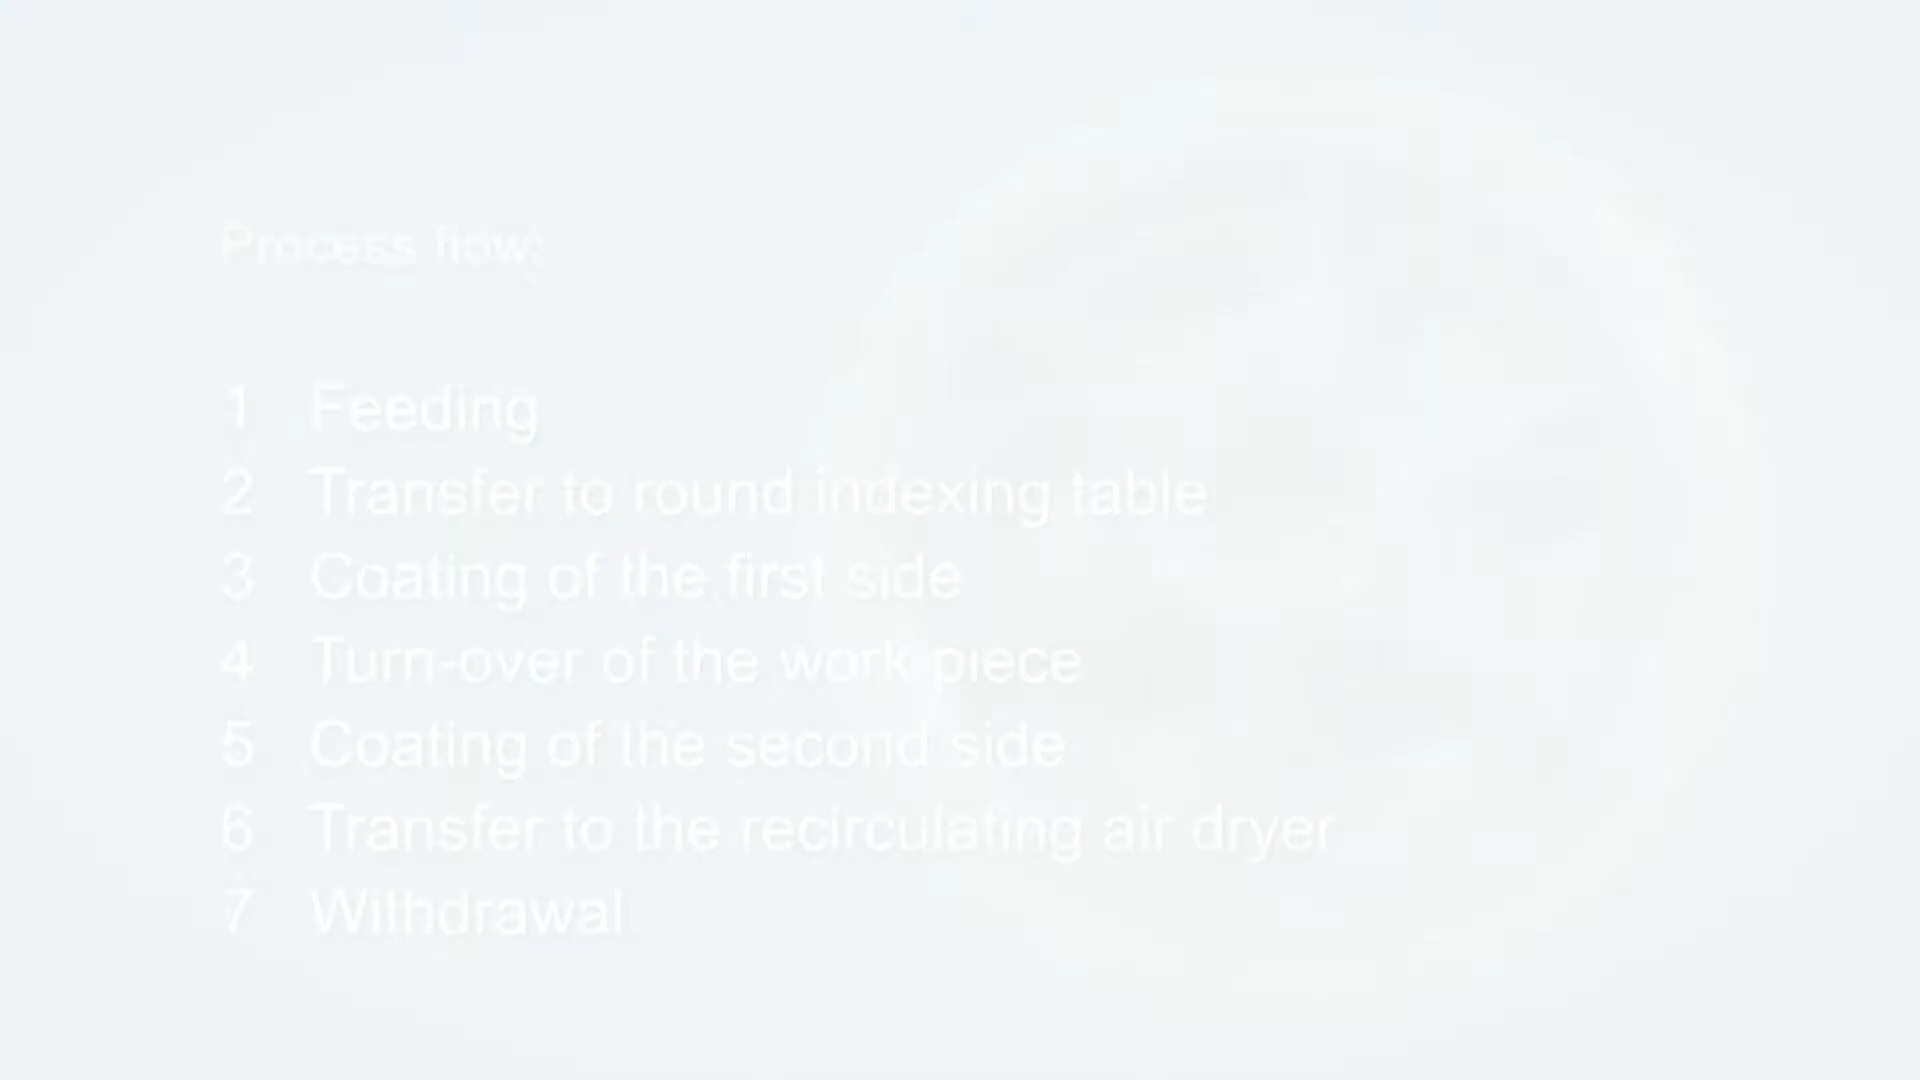 Process flow:
1 Feeding
2 Transfer to round indexing table
3 Coating of the first side
4 Turn-over of the work piece
5 Coating of the second side
6 Transfer to the recirculating air dryer
7 Withdrawal